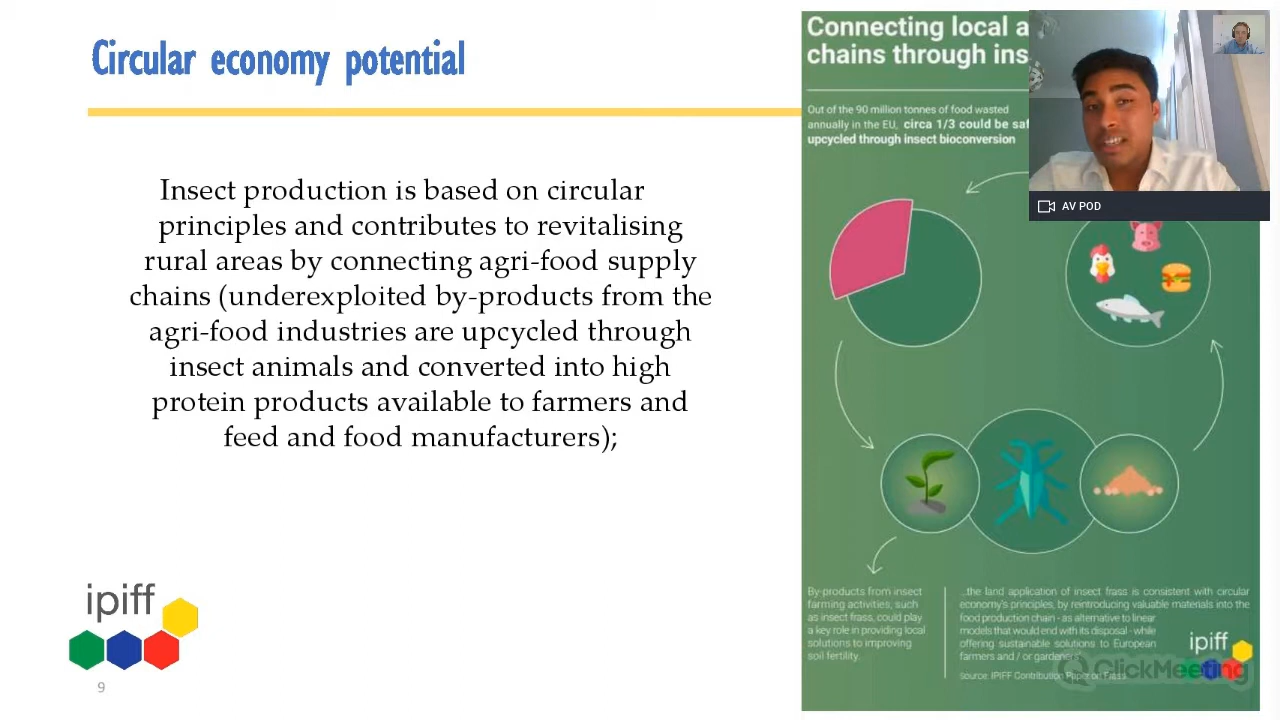 Circular economy potential
Insect production is based on circular
principles and contributes to revitalising
rural areas by connecting agri-food supply
chains (underexploited by-products from the
agri-food industries are upcycled through
insect animals and converted into high
protein products available to farmers and
feed and food manufacturers);
ipiff
9
Connecting local a
chains through ins
Out of the 90 million tonnes of food wasted
annually in the EU, circa 1/3 could be saf
upcycled through insect bioconversion
AV POD
By-products from insect
farming activities, such
as insect frass, could play
a key role in providing local
solutions to improving
soil fertility.
...the land application of insect frass is consistent with circular
economy's principles, by reintroducing valuable materials into the
food production chain - as alternative to linear
models that would end with its disposal - while
offering sustainable solutions to European
farmers and / or gardeners
source: IPIFF Contribution Paper on Frass
ipiff
ClickMeeting